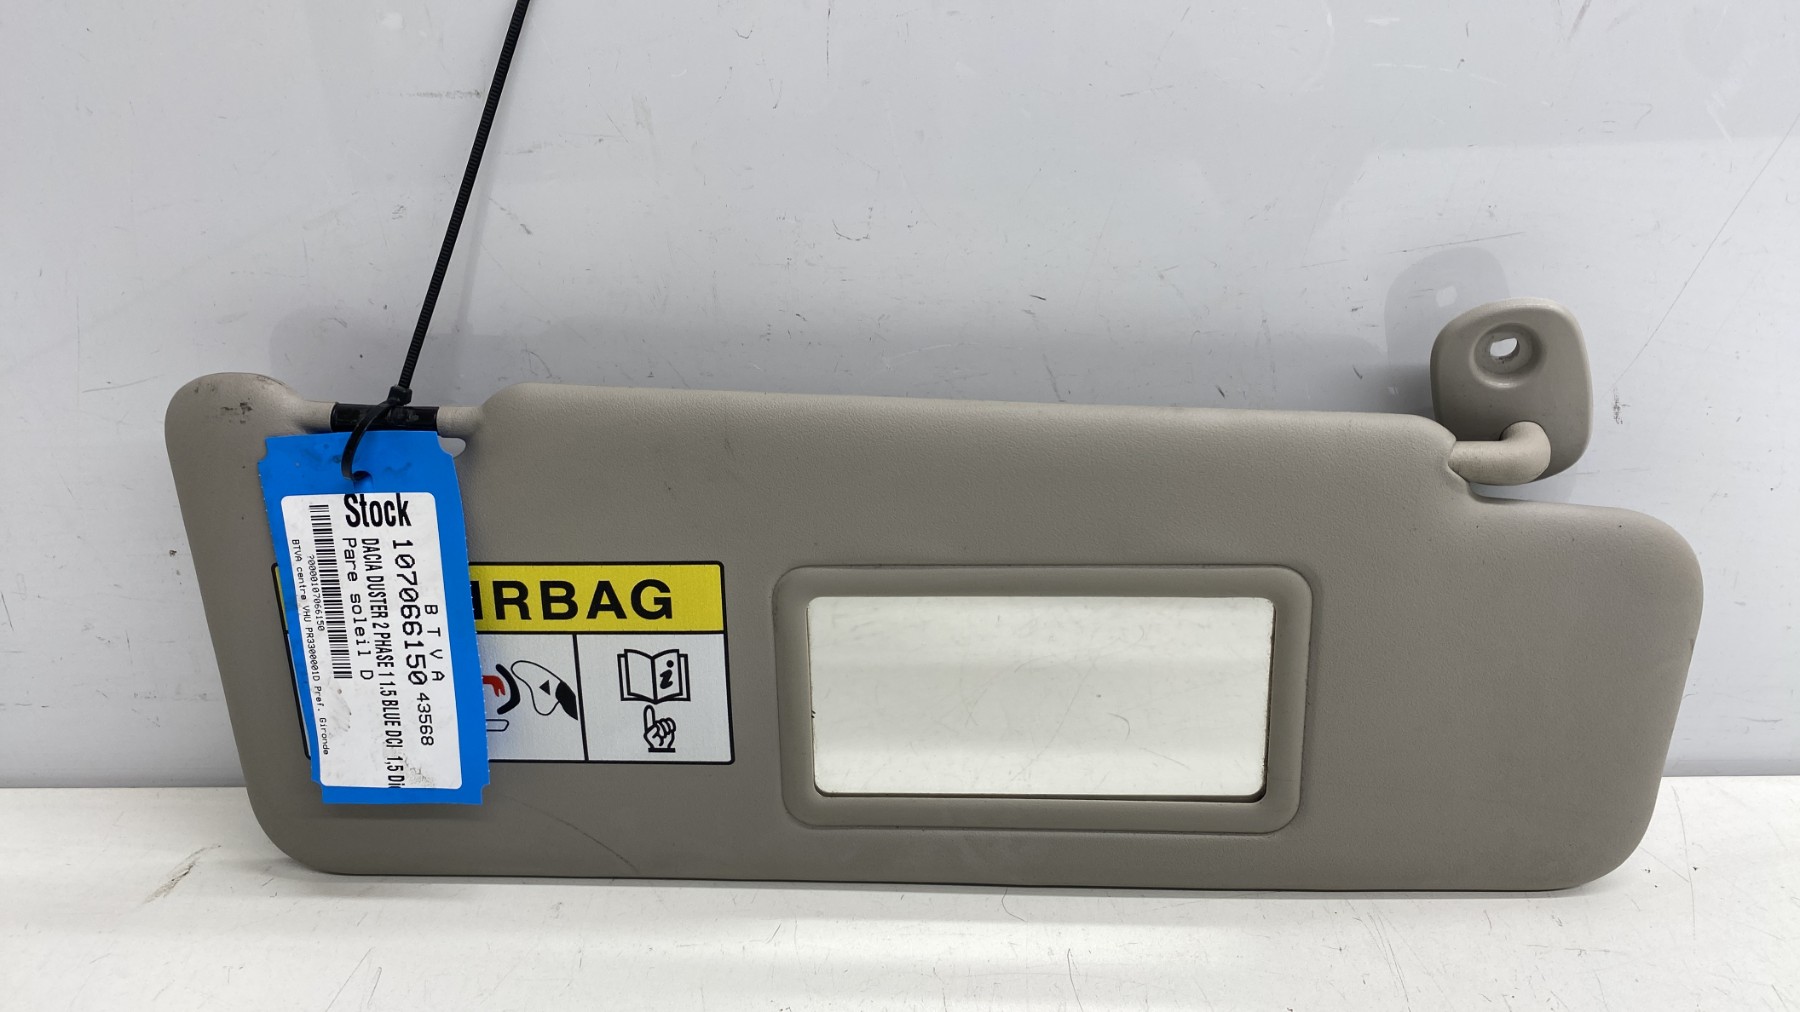 Stock
B T V A
107066150 43568
DACIA DUSTER 2 PHASE 1 1.5 BLUE DCI 1,5 Di
Pare soleil D
?0000107066150
BTVA centre VHU PR3300001D Pref. Gironde
IRBAG
i